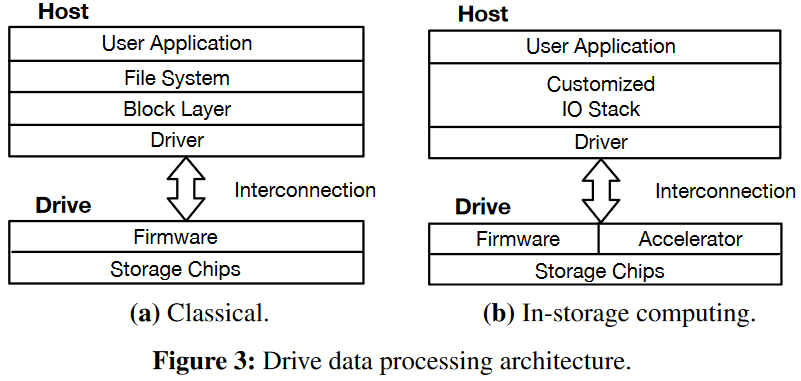 Host
User Application
File System
Block Layer
Driver
Interconnection
Drive
Firmware
Storage Chips
(a) Classical.
Host
User Application
Customized
IO Stack
Driver
Interconnection
Drive
Firmware
Accelerator
Storage Chips
(b) In-storage computing.
Figure 3: Drive data processing architecture.